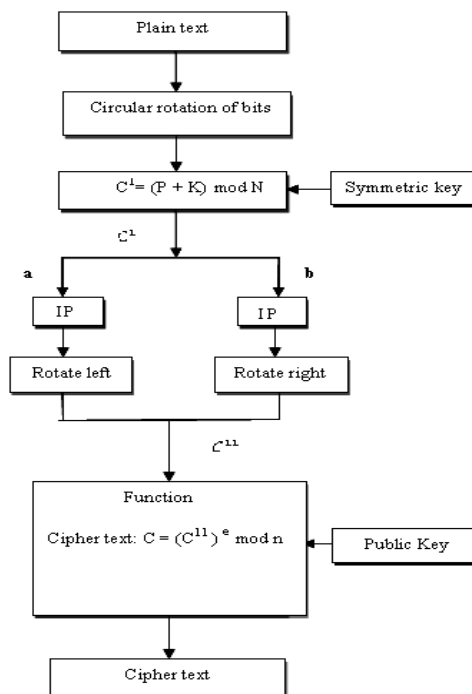 Plain text
Circular rotation of bits
C¹= (P + K) mod N
Symmetric key
C¹
a
b
IP
IP
Rotate left
Rotate right
C¹¹
Function
Cipher text: C = (C¹¹) ᵉ mod n
Public Key
Cipher text